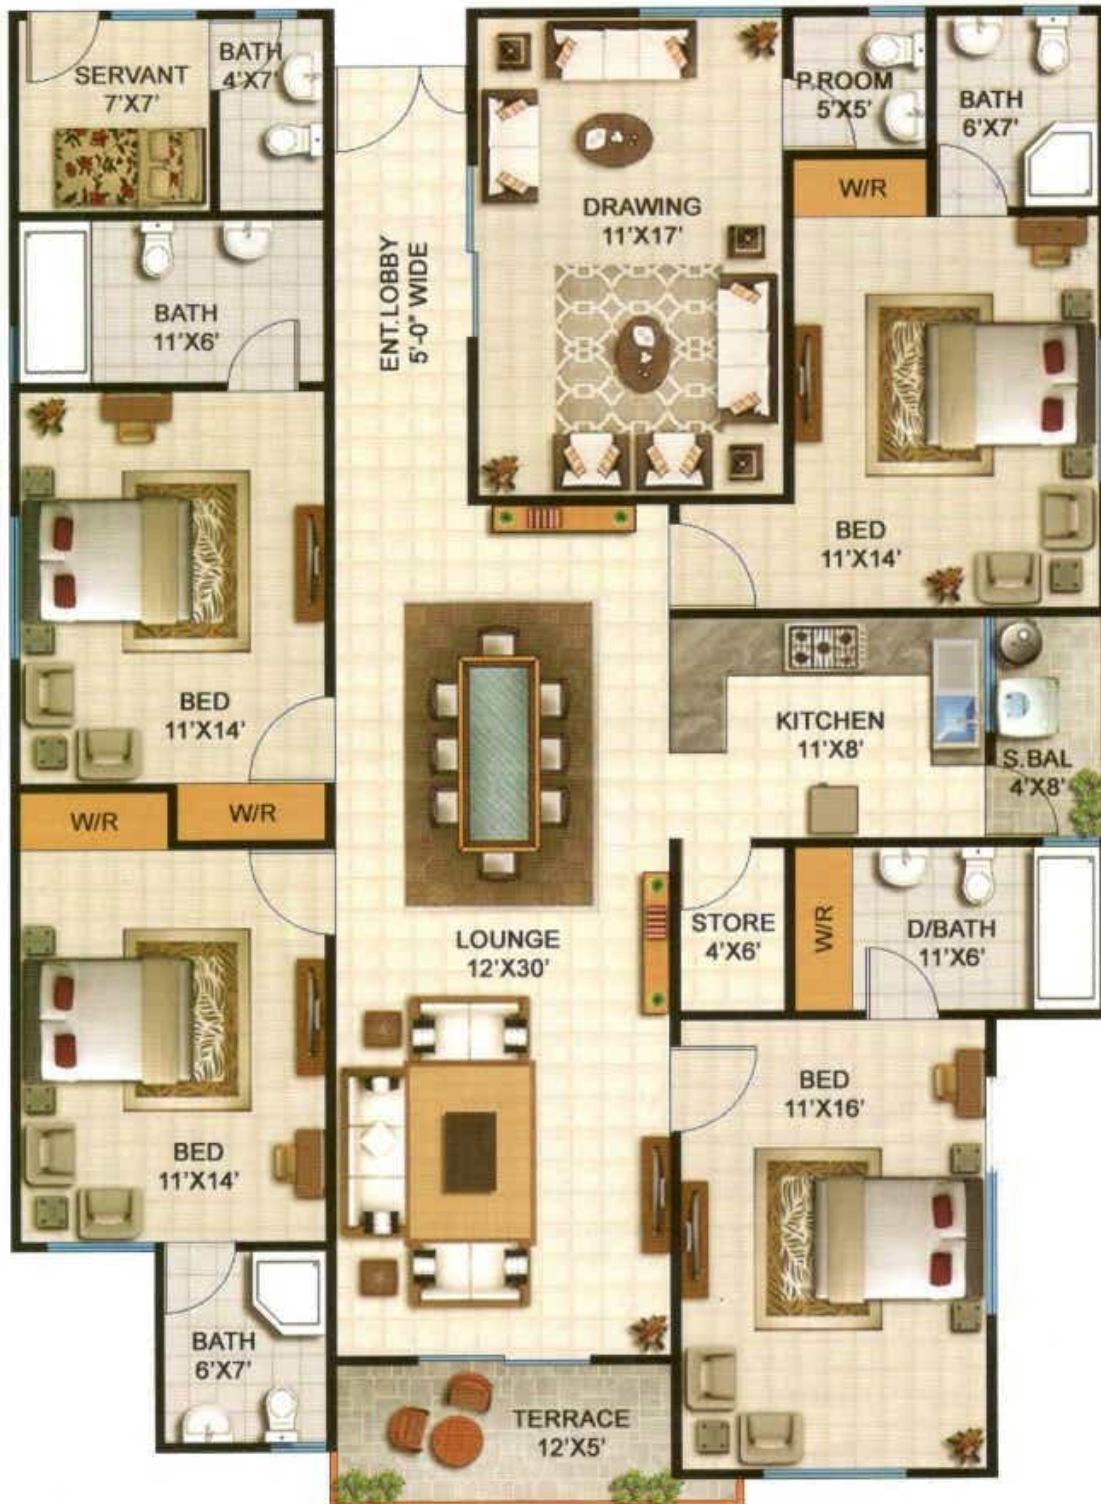 SERVANT
7'X7'
BATH
4'X7'
P.ROOM
5'X5'
BATH
6'X7'
W/R
DRAWING
11'X17'
ENT.LOBBY
5'-0" WIDE
BATH
11'X6'
BED
11'X14'
BED
11'X14'
KITCHEN
11'X8'
S.BAL
4'X8'
W/R
W/R
LOUNGE
12'X30'
STORE
4'X6'
W/R
D/BATH
11'X6'
BED
11'X16'
BED
11'X14'
BATH
6'X7'
TERRACE
12'X5'